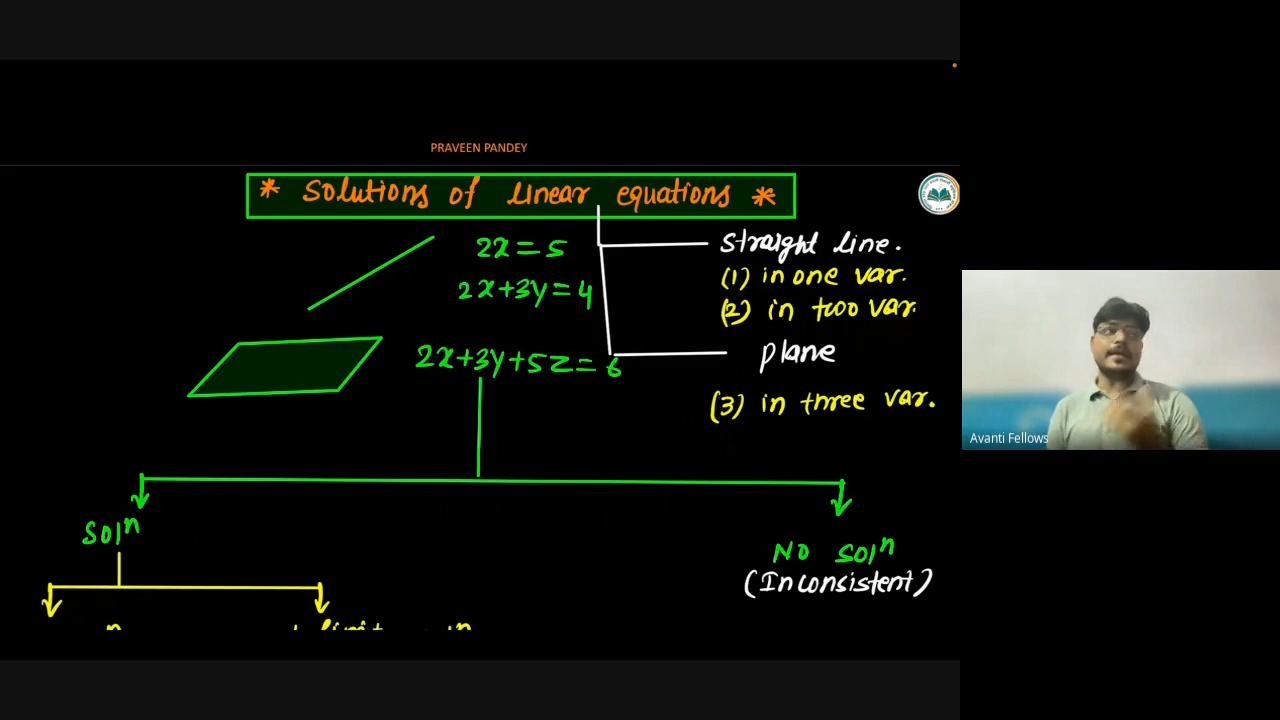 PRAVEEN PANDEY
* Solutions of linear equations *
2x = 5
2x+3y = 4
2x+3y+5z = 6
Straight line.
(1) in one var.
(2) in two var.
plane
(3) in three var.
Solⁿ
No Solⁿ
(Inconsistent)
Avanti Fellows